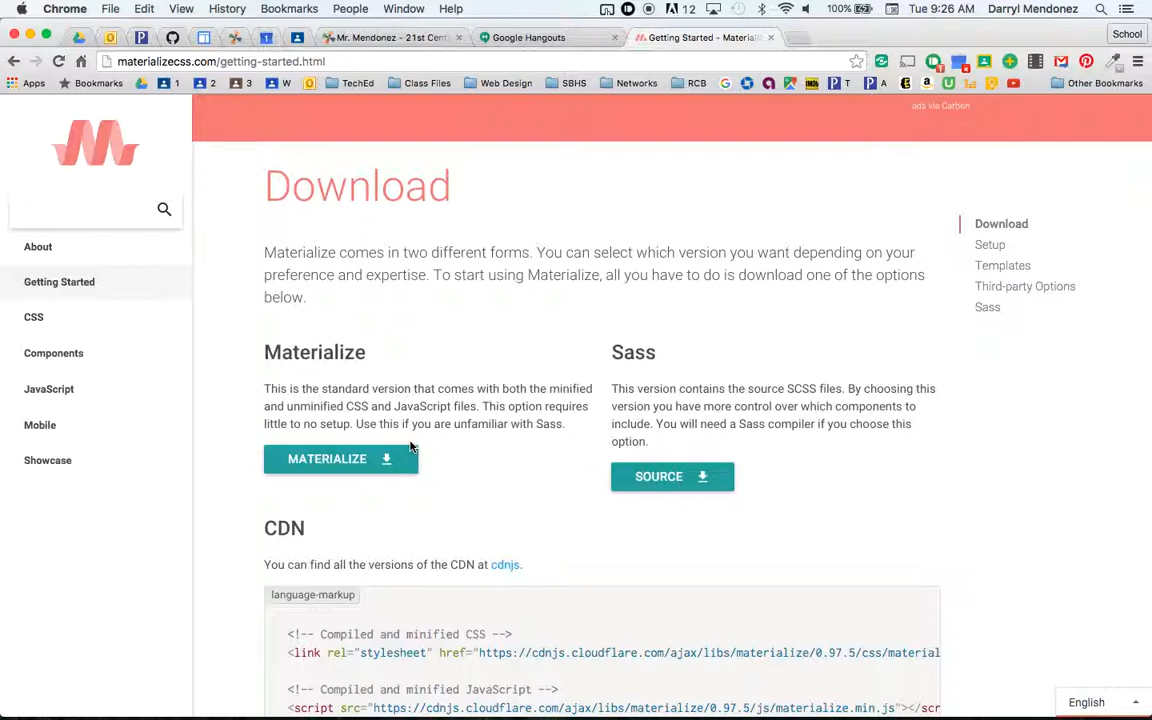 Chrome File Edit View History Bookmarks People Window Help 12 100% Tue 9:26 AM Darryl Mendonez
Mr. Mendonez - 21st Cent Google Hangouts Getting Started - Materializ School
materializecss.com/getting-started.html
Apps Bookmarks 1 2 3 W TechEd Class Files Web Design SBHS Networks RCB T A Other Bookmarks
ads via Carbon
Download
Materialize comes in two different forms. You can select which version you want depending on your
preference and expertise. To start using Materialize, all you have to do is download one of the options
below.
Download
Setup
Templates
Third-party Options
Sass
About
Getting Started
CSS
Components
JavaScript
Mobile
Showcase
Materialize
This is the standard version that comes with both the minified
and unminified CSS and JavaScript files. This option requires
little to no setup. Use this if you are unfamiliar with Sass.
MATERIALIZE
Sass
This version contains the source SCSS files. By choosing this
version you have more control over which components to
include. You will need a Sass compiler if you choose this
option.
SOURCE
CDN
You can find all the versions of the CDN at cdnjs.
language-markup
<!-- Compiled and minified CSS -->
<link rel="stylesheet" href="https://cdnjs.cloudflare.com/ajax/libs/materialize/0.97.5/css/material
<!-- Compiled and minified JavaScript -->
<script src="https://cdnjs.cloudflare.com/ajax/libs/materialize/0.97.5/js/materialize.min.js"></scr
English